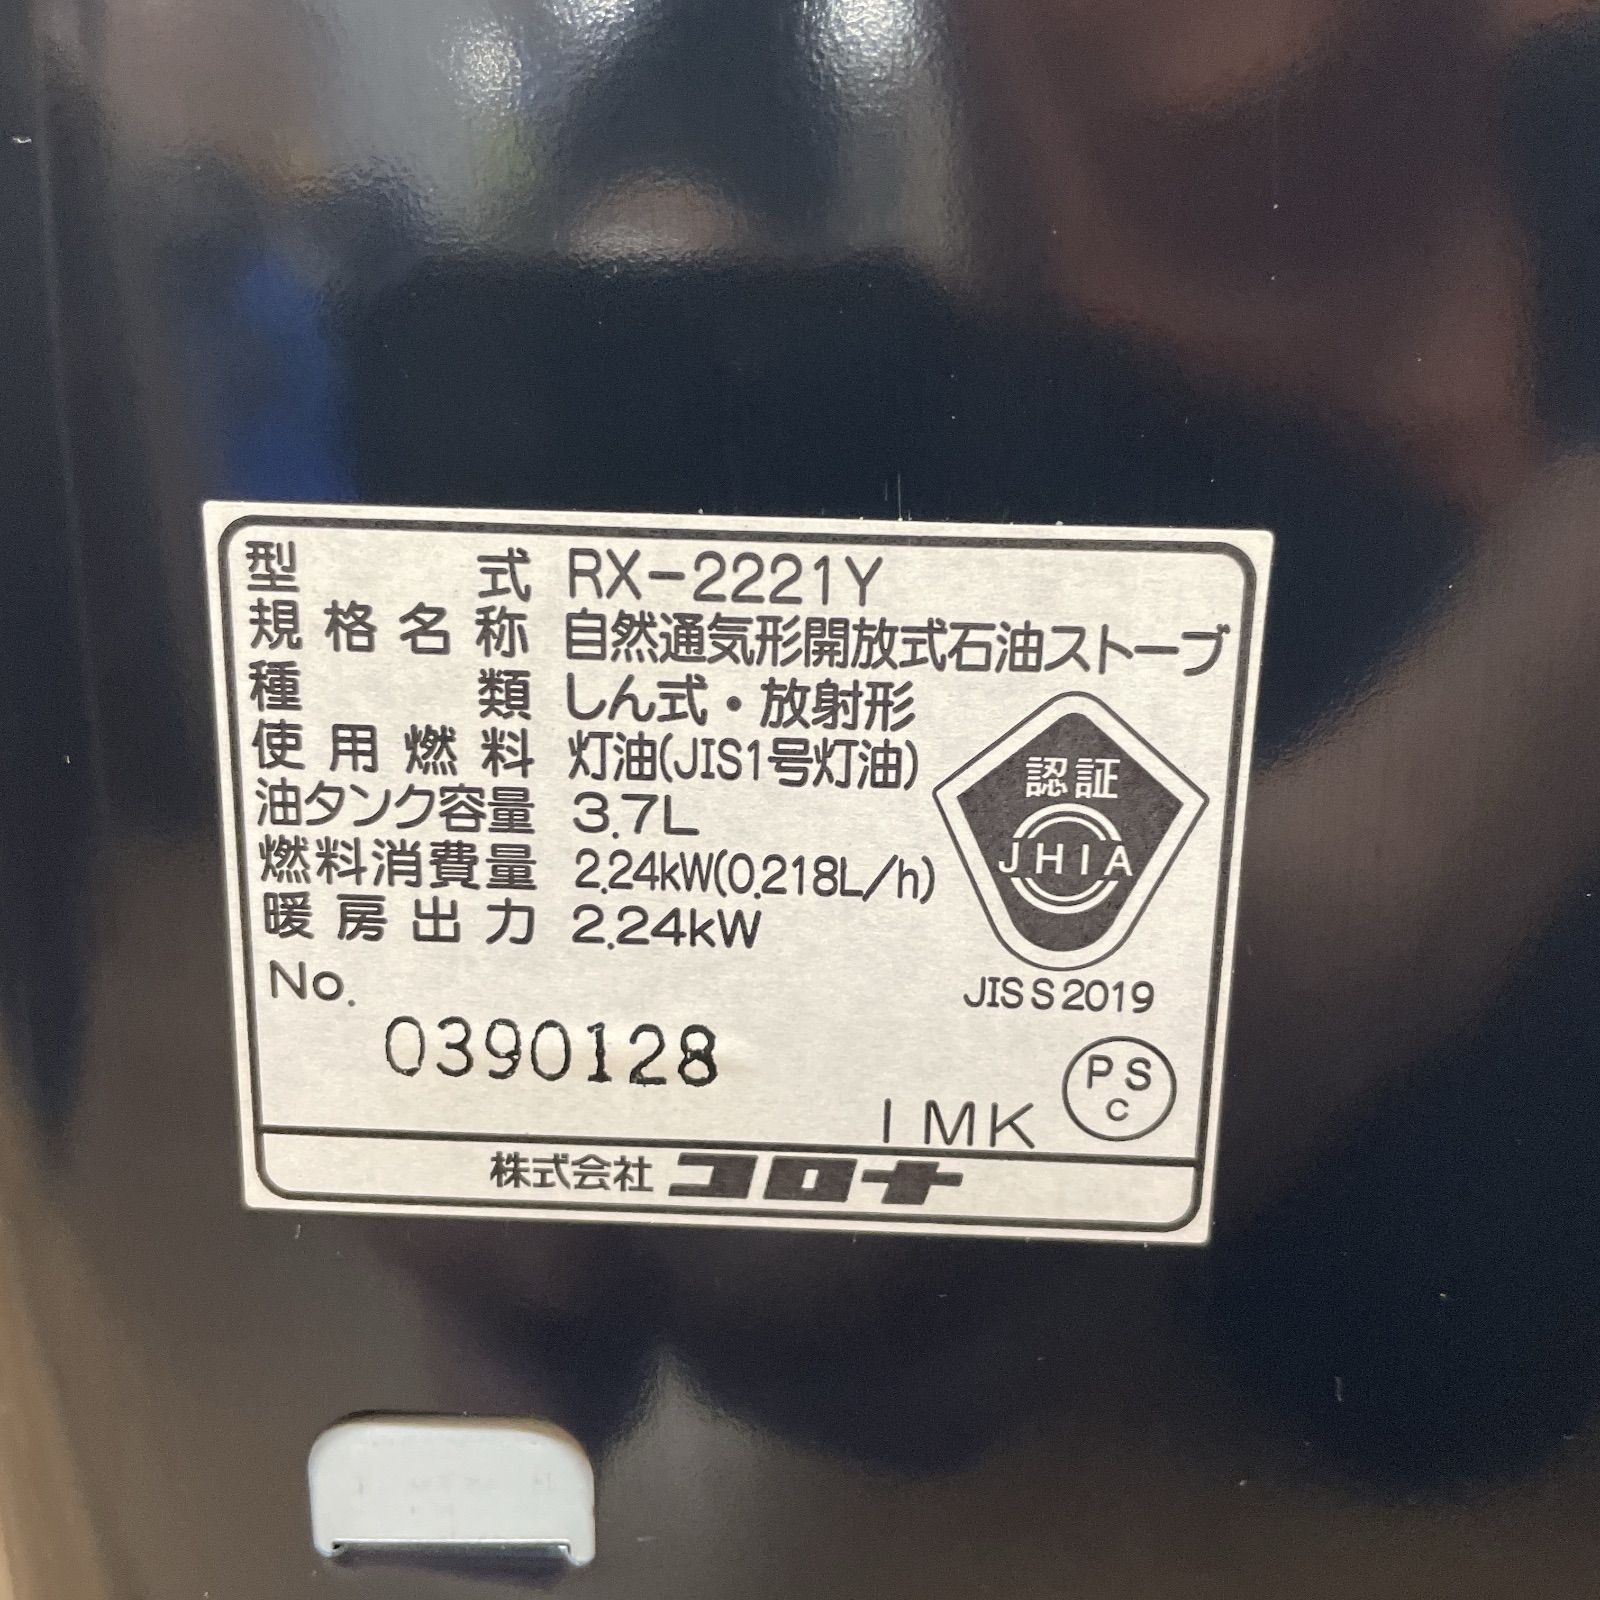 型式 RX-2221Y
規格名称 自然通気形開放式石油ストーブ
種類 しん式・放射形
使用燃料 灯油(JIS1号灯油)
油タンク容量 3.7L
燃料消費量 2.24kW(0.218L/h)
暖房出力 2.24kW
認証
JHIA
JIS S 2019
No.
0390128
1MK
PS
C
株式会社 コロナ